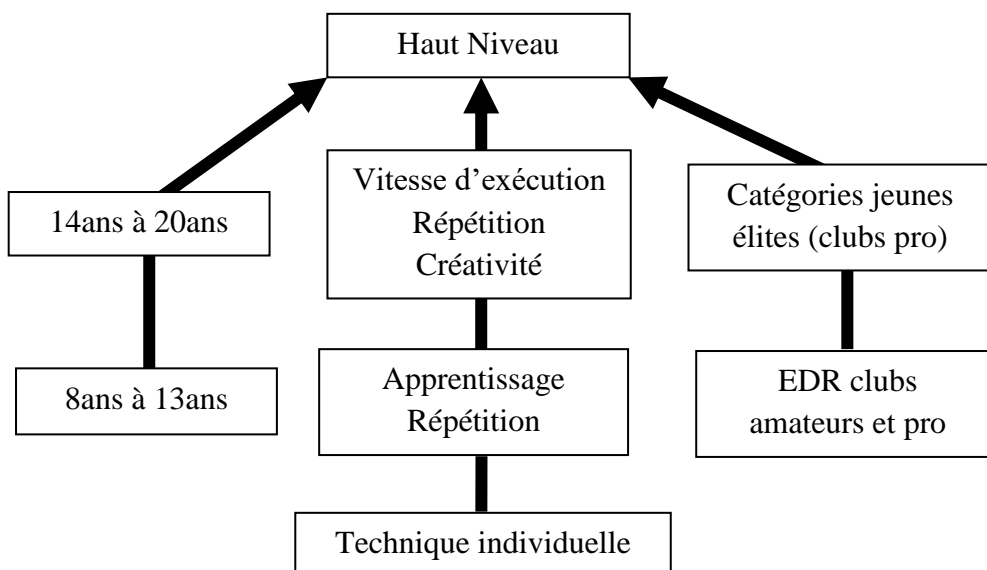 Haut Niveau
Vitesse d’exécution
Répétition
Créativité
14ans à 20ans
Catégories jeunes
élites (clubs pro)
8ans à 13ans
Apprentissage
Répétition
EDR clubs
amateurs et pro
Technique individuelle